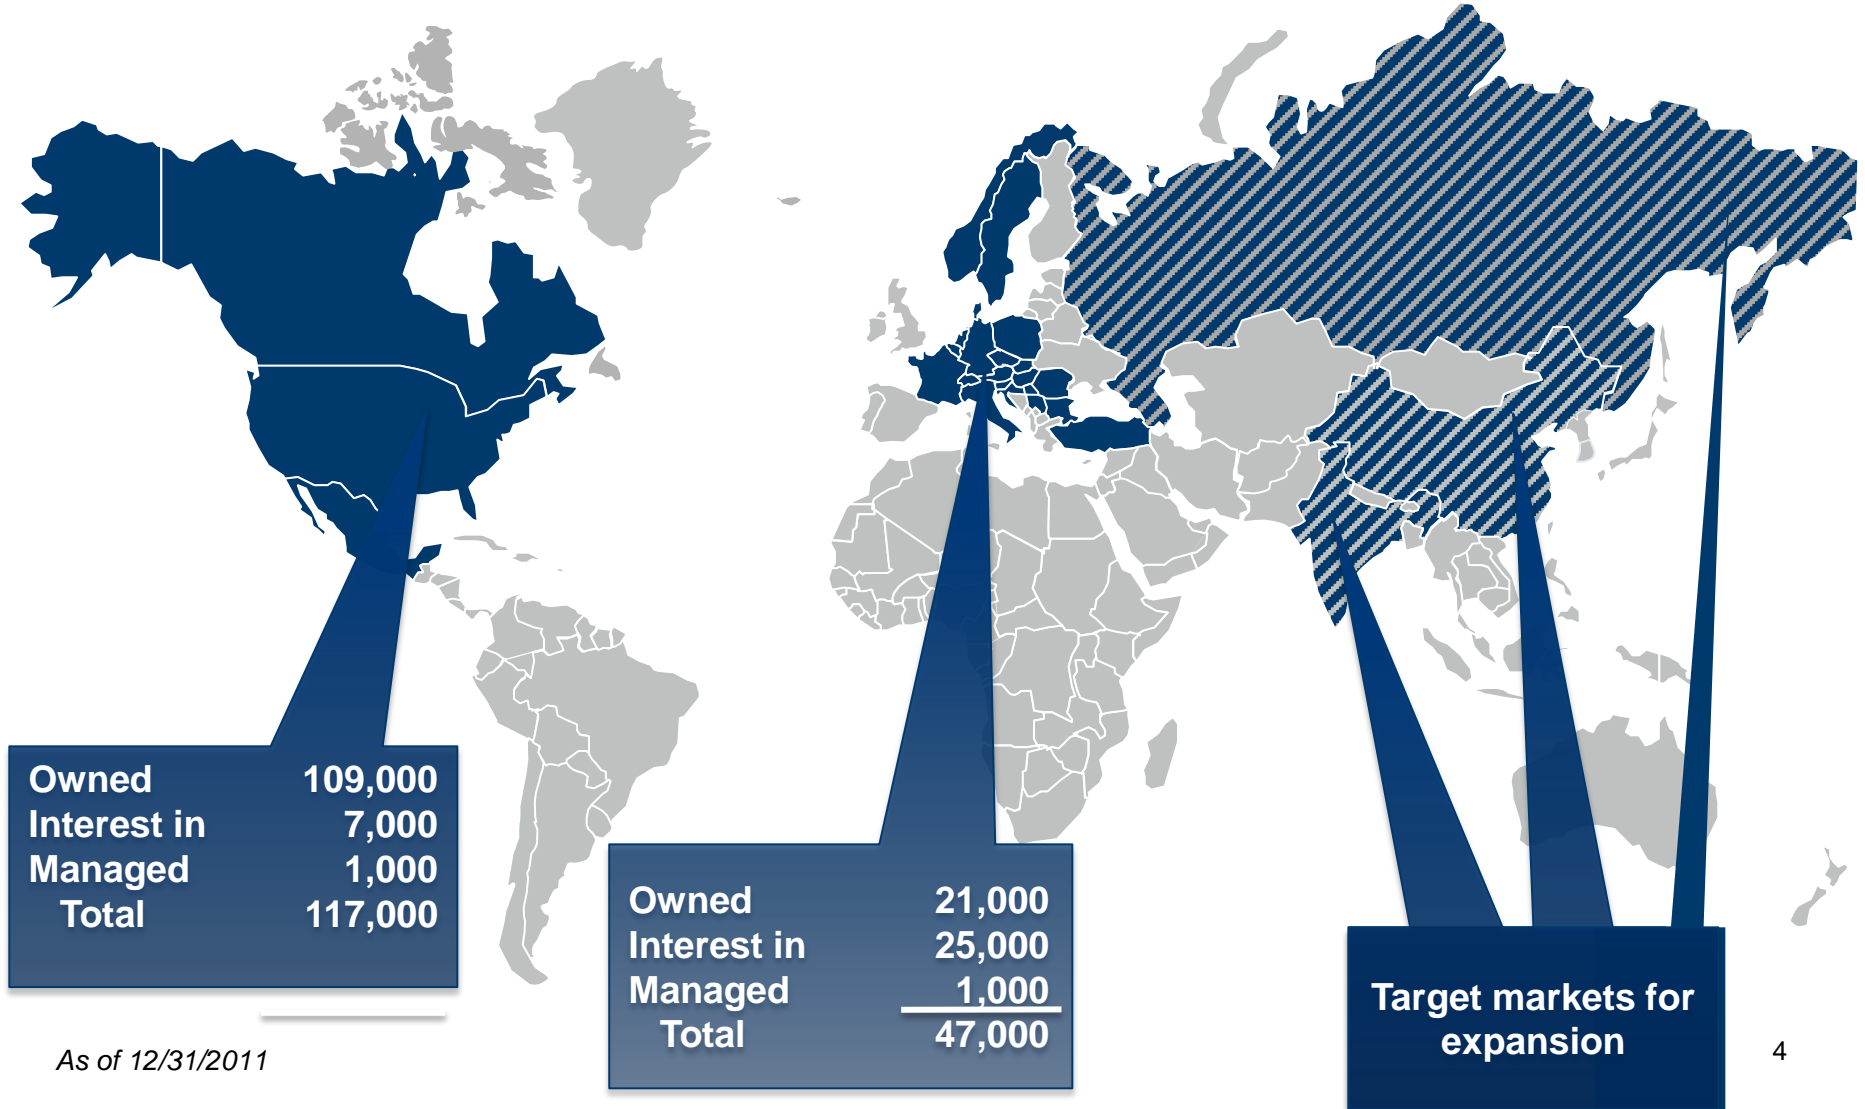 Owned 109,000
Interest in 7,000
Managed 1,000
Total 117,000
Owned 21,000
Interest in 25,000
Managed 1,000
Total 47,000
Target markets for
expansion
As of 12/31/2011
4